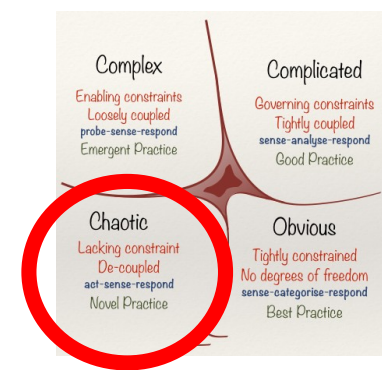 Complex
Enabling constraints
Loosely coupled
probe-sense-respond
Emergent Practice
Complicated
Governing constraints
Tightly coupled
sense-analyse-respond
Good Practice
Chaotic
Lacking constraint
De-coupled
act-sense-respond
Novel Practice
Obvious
Tightly constrained
No degrees of freedom
sense-categorise-respond
Best Practice